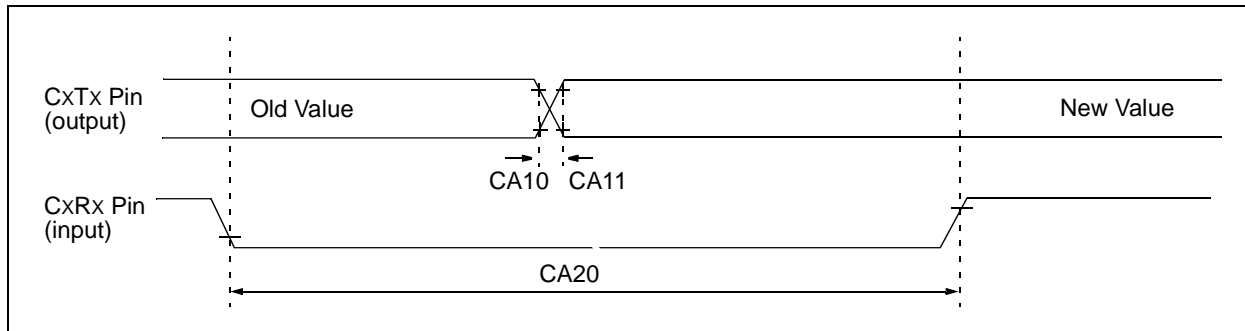 CXTX Pin
(output)
Old Value
New Value
CA10 CA11
CXRX Pin
(input)
CA20